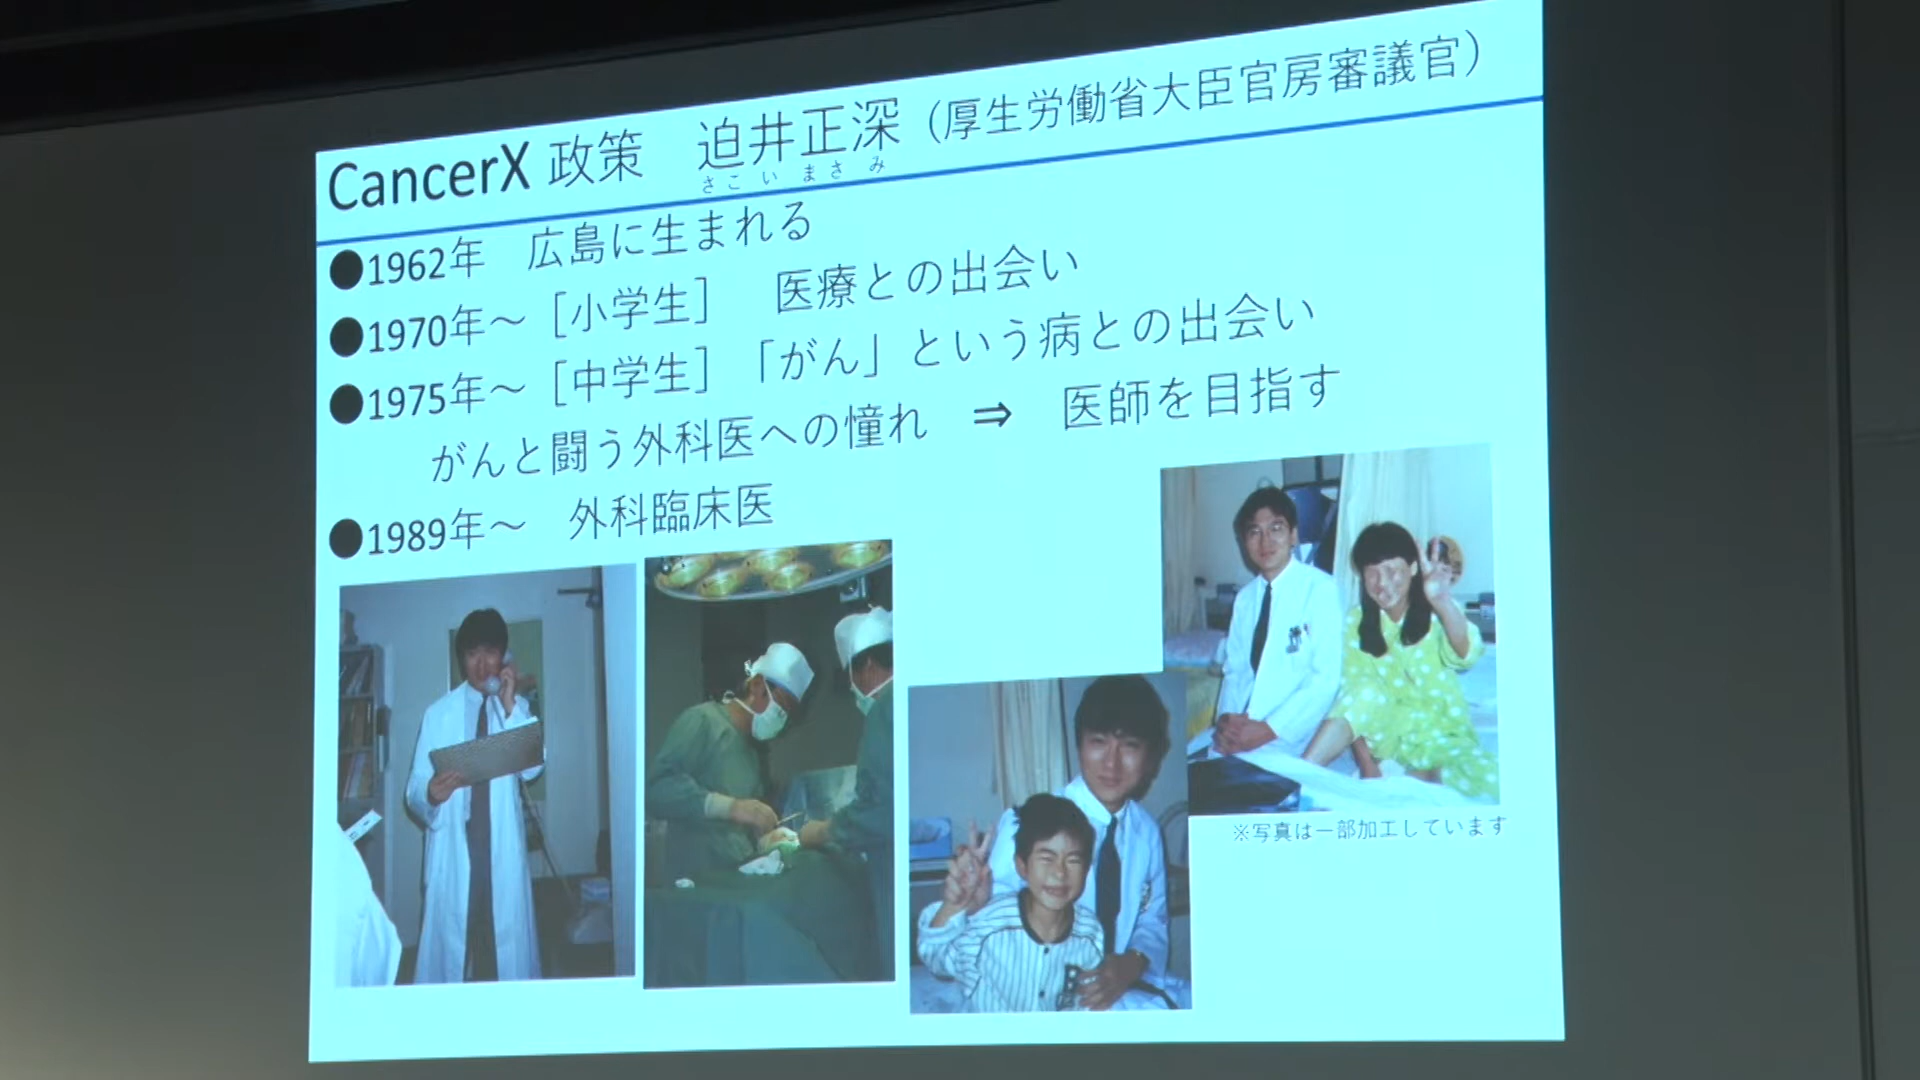 CancerX 政策　迫井正深（厚生労働省大臣官房審議官）
さこ い まさ み
●1962年　広島に生まれる
●1970年～［小学生］　医療との出会い
●1975年～［中学生］「がん」という病との出会い
がんと闘う外科医への憧れ　⇒　医師を目指す
●1989年～　外科臨床医
※写真は一部加工しています